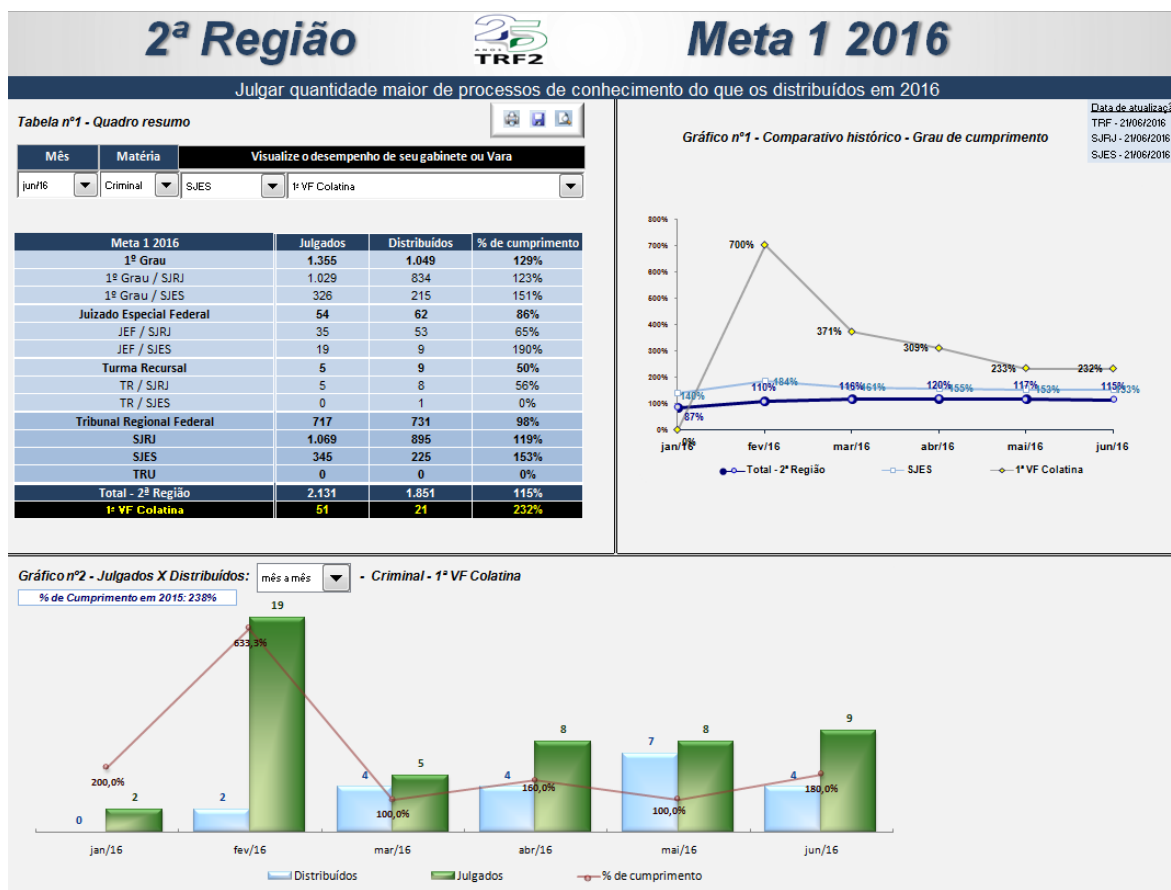 2ª Região
25
ANOS
TRF2
Meta 1 2016
Julgar quantidade maior de processos de conhecimento do que os distribuídos em 2016
Tabela nº1 - Quadro resumo
Mês Matéria Visualize o desempenho de seu gabinete ou Vara
jun/16 Criminal SJES 1ª VF Colatina
Meta 1 2016 Julgados Distribuídos % de cumprimento
1º Grau 1.355 1.049 129%
1º Grau / SJRJ 1.029 834 123%
1º Grau / SJES 326 215 151%
Juizado Especial Federal 54 62 86%
JEF / SJRJ 35 53 65%
JEF / SJES 19 9 190%
Turma Recursal 5 9 50%
TR / SJRJ 5 8 56%
TR / SJES 0 1 0%
Tribunal Regional Federal 717 731 98%
SJRJ 1.069 895 119%
SJES 345 225 153%
TRU 0 0 0%
Total - 2ª Região 2.131 1.851 115%
1ª VF Colatina 51 21 232%
Data de atualizaçã
TRF - 21/06/2016
SJRJ - 21/06/2016
SJES - 21/06/2016
Gráfico nº1 - Comparativo histórico - Grau de cumprimento
800%
700%
600%
500%
400%
300%
200%
100%
0%
700%
371%
309%
233%
232%
140%
184%
161%
155%
153%
153%
87%
110%
116%
120%
117%
115%
0%
jan/16 fev/16 mar/16 abr/16 mai/16 jun/16
Total - 2ª Região SJES 1ª VF Colatina
Gráfico nº2 - Julgados X Distribuídos: mês a mês - Criminal - 1ª VF Colatina
% de Cumprimento em 2015: 238%
0 2 2 19 4 5 4 8 7 8 4 9
200,0% 633,3% 100,0% 160,0% 100,0% 180,0%
jan/16 fev/16 mar/16 abr/16 mai/16 jun/16
Distribuídos Julgados % de cumprimento